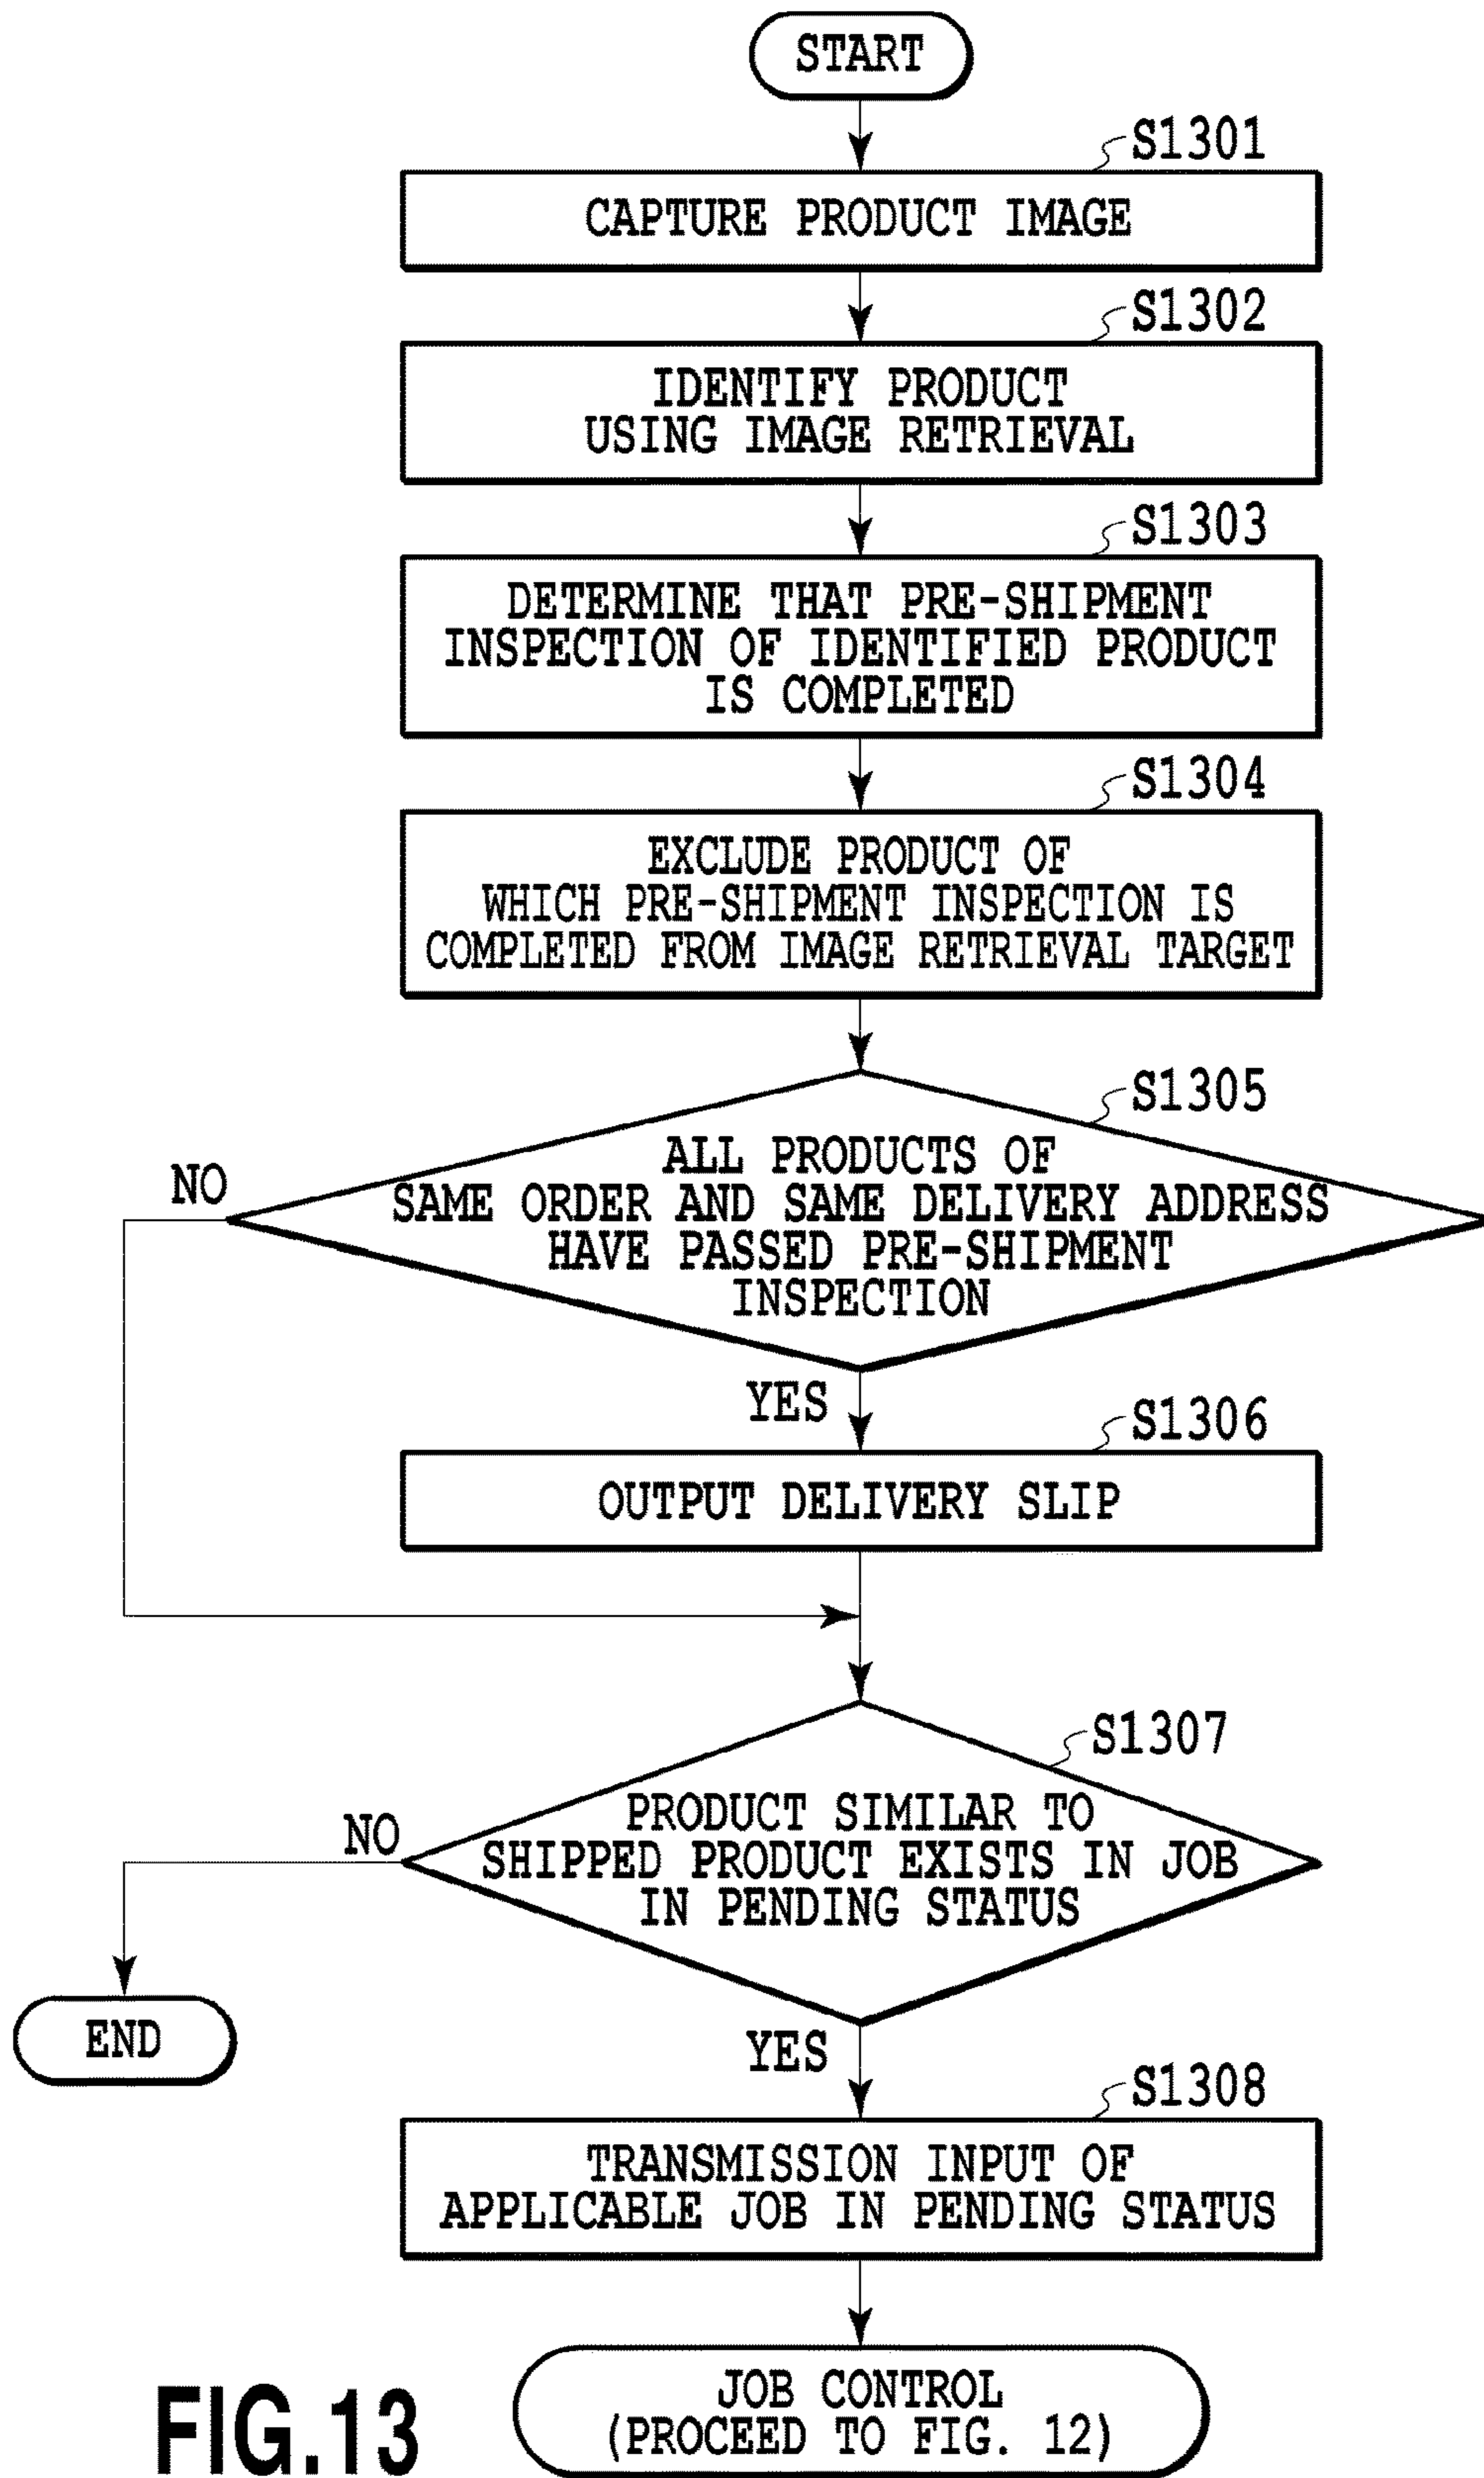 START
S1301
CAPTURE PRODUCT IMAGE
S1302
IDENTIFY PRODUCT
USING IMAGE RETRIEVAL
S1303
DETERMINE THAT PRE-SHIPMENT
INSPECTION OF IDENTIFIED PRODUCT
IS COMPLETED
S1304
EXCLUDE PRODUCT OF
WHICH PRE-SHIPMENT INSPECTION IS
COMPLETED FROM IMAGE RETRIEVAL TARGET
S1305
ALL PRODUCTS OF
SAME ORDER AND SAME DELIVERY ADDRESS
HAVE PASSED PRE-SHIPMENT
INSPECTION
NO
YES
S1306
OUTPUT DELIVERY SLIP
S1307
PRODUCT SIMILAR TO
SHIPPED PRODUCT EXISTS IN JOB
IN PENDING STATUS
NO
END
YES
S1308
TRANSMISSION INPUT OF
APPLICABLE JOB IN PENDING STATUS
JOB CONTROL
(PROCEED TO FIG. 12)
FIG.13